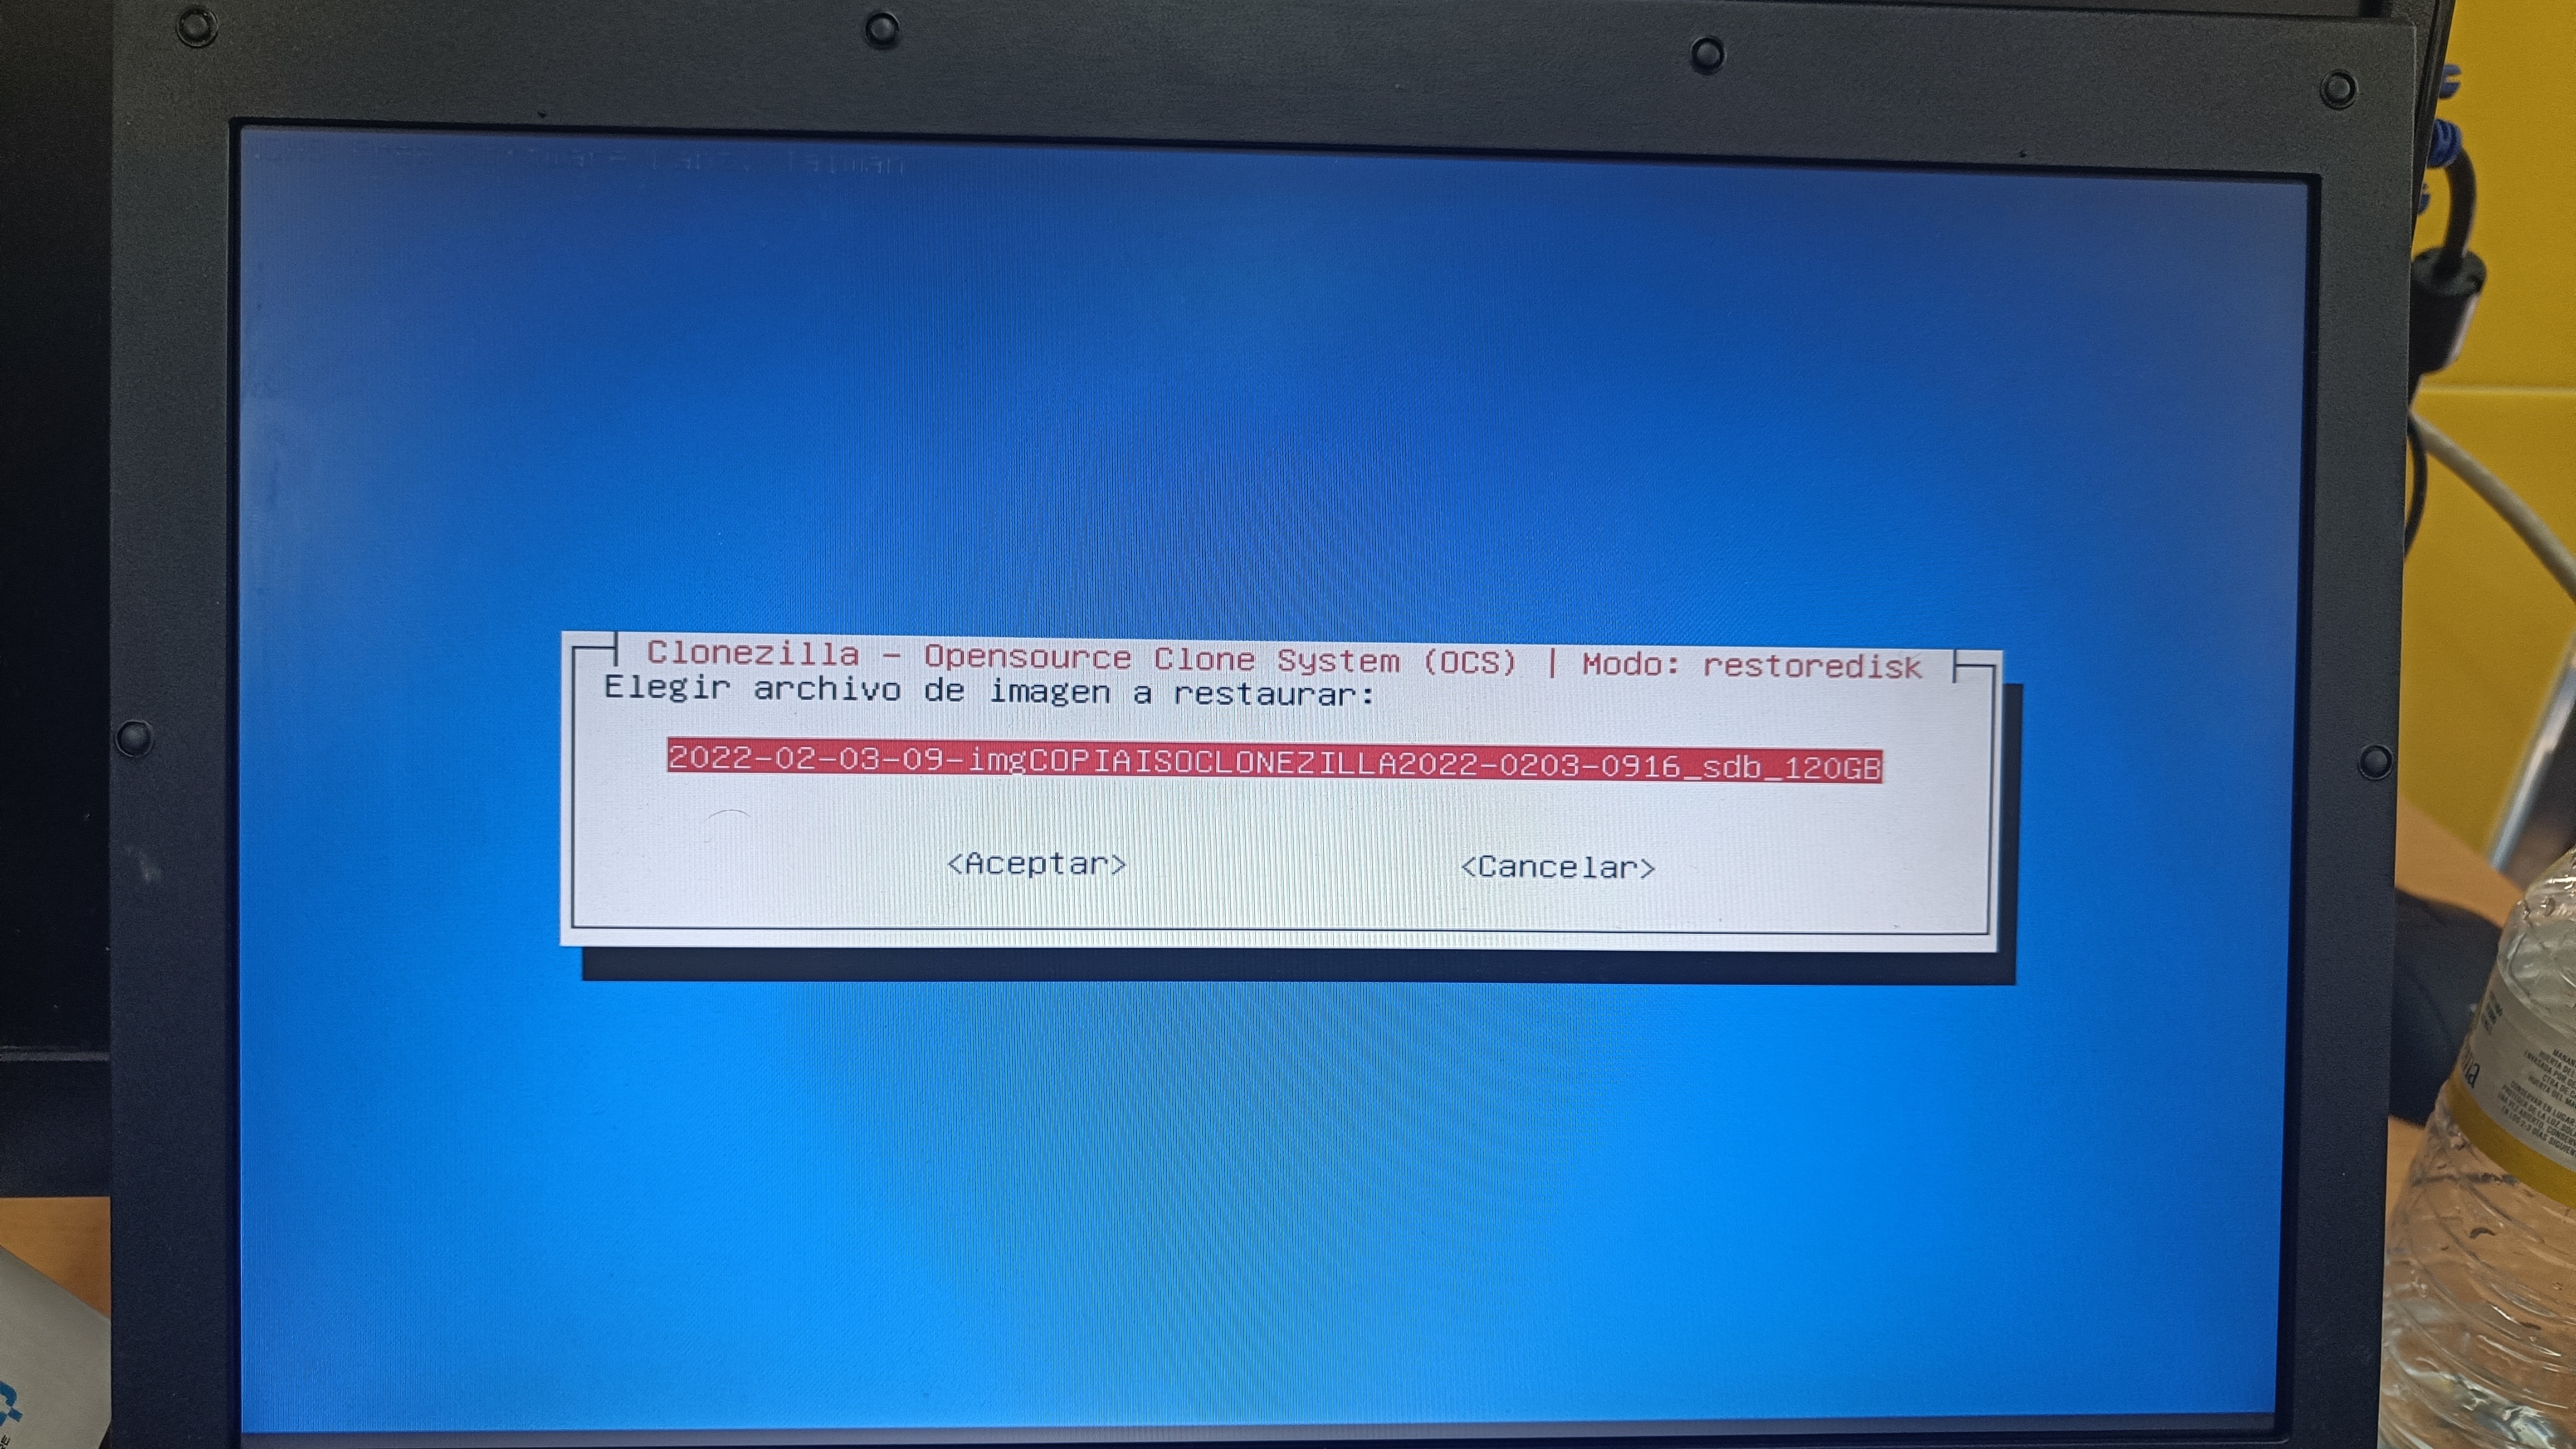 Clonezilla - Opensource Clone System (OCS) | Modo: restoredisk
Elegir archivo de imagen a restaurar:
2022-02-03-09-imgCOPIAISOCLONEZILLA2022-0203-0916_sdb_120GB
<Aceptar> <Cancelar>